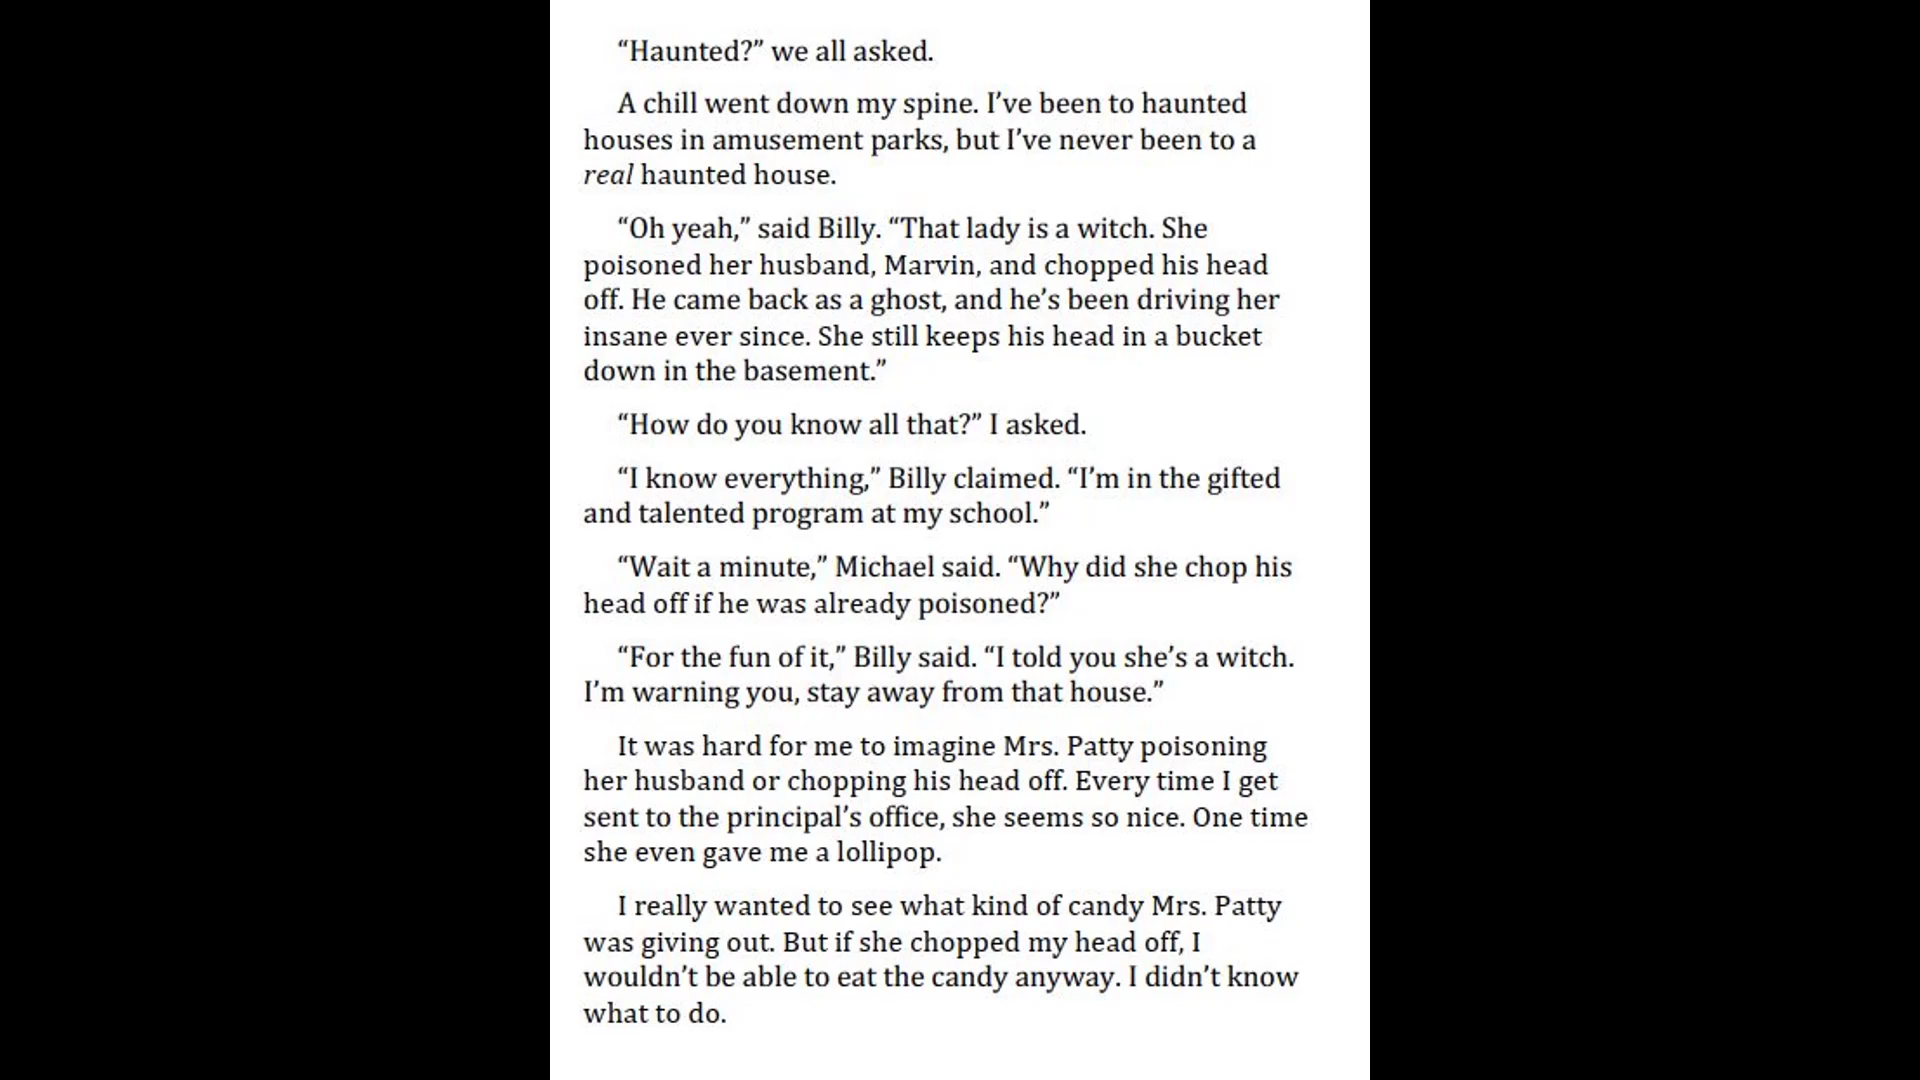 “Haunted?” we all asked.
A chill went down my spine. I’ve been to haunted
houses in amusement parks, but I’ve never been to a
real haunted house.
“Oh yeah,” said Billy. “That lady is a witch. She
poisoned her husband, Marvin, and chopped his head
off. He came back as a ghost, and he’s been driving her
insane ever since. She still keeps his head in a bucket
down in the basement.”
“How do you know all that?” I asked.
“I know everything,” Billy claimed. “I’m in the gifted
and talented program at my school.”
“Wait a minute,” Michael said. “Why did she chop his
head off if he was already poisoned?”
“For the fun of it,” Billy said. “I told you she’s a witch.
I’m warning you, stay away from that house.”
It was hard for me to imagine Mrs. Patty poisoning
her husband or chopping his head off. Every time I get
sent to the principal’s office, she seems so nice. One time
she even gave me a lollipop.
I really wanted to see what kind of candy Mrs. Patty
was giving out. But if she chopped my head off, I
wouldn’t be able to eat the candy anyway. I didn’t know
what to do.